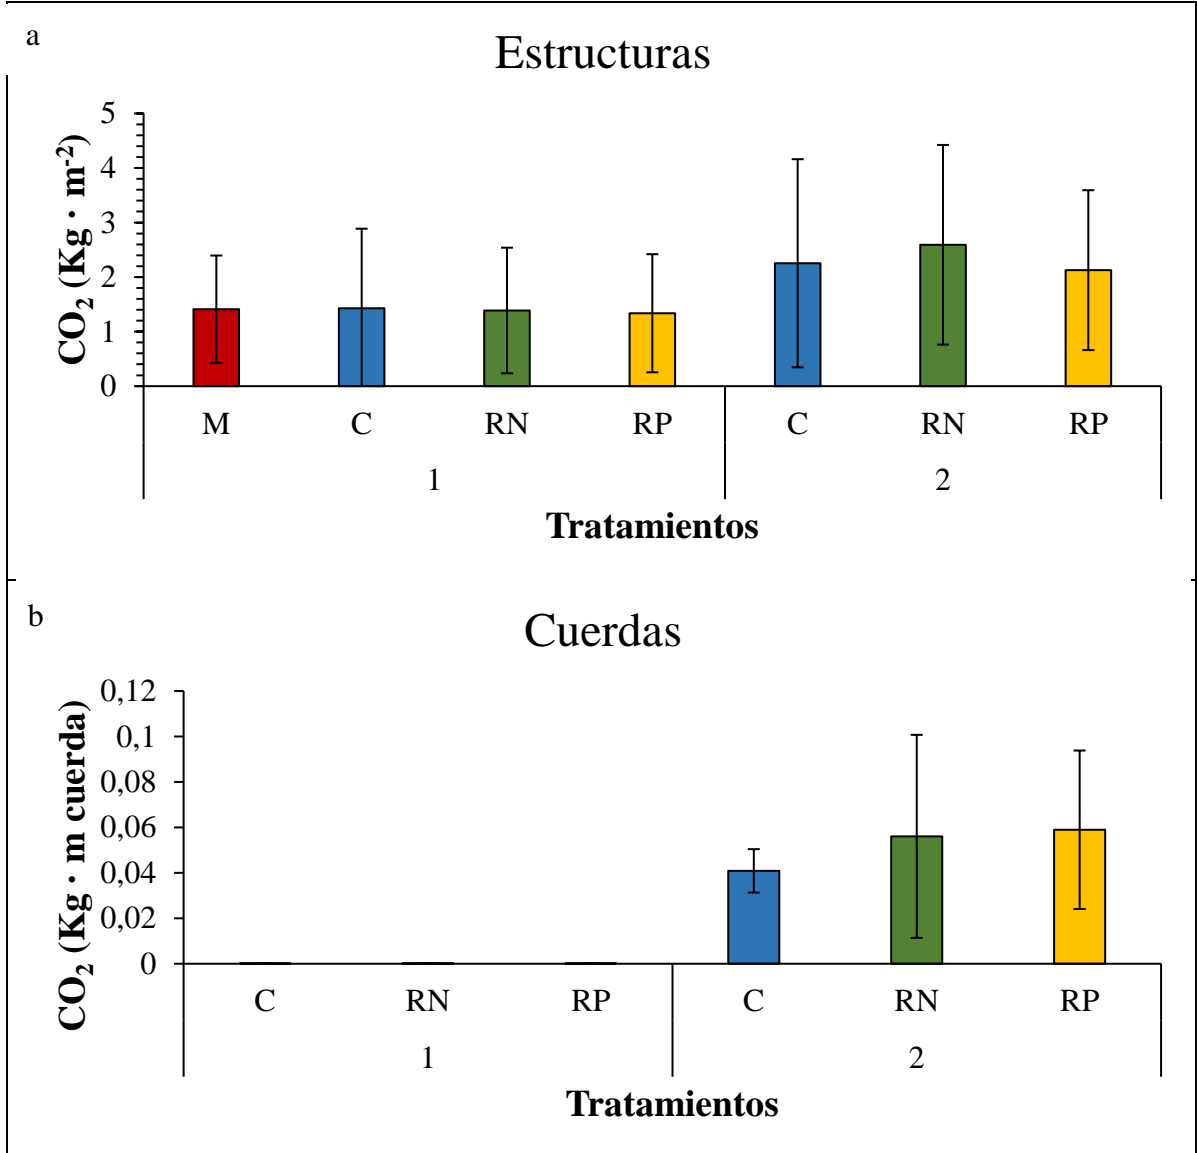 a
Estructuras
CO2 (Kg · m-2)
5
4
3
2
1
0
M C RN RP C RN RP
1 2
Tratamientos
b
Cuerdas
CO2 (Kg · m cuerda)
0,12
0,1
0,08
0,06
0,04
0,02
0
C RN RP C RN RP
1 2
Tratamientos